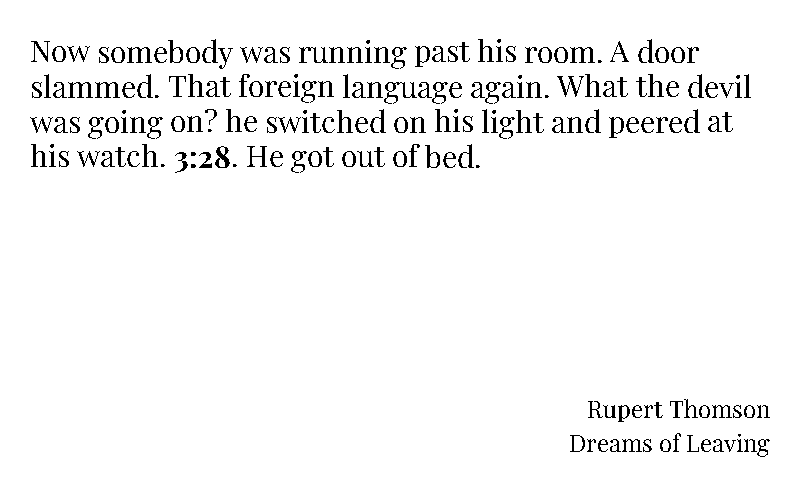 Now somebody was running past his room. A door
slammed. That foreign language again. What the devil
was going on? he switched on his light and peered at
his watch. 3:28. He got out of bed.
Rupert Thomson
Dreams of Leaving